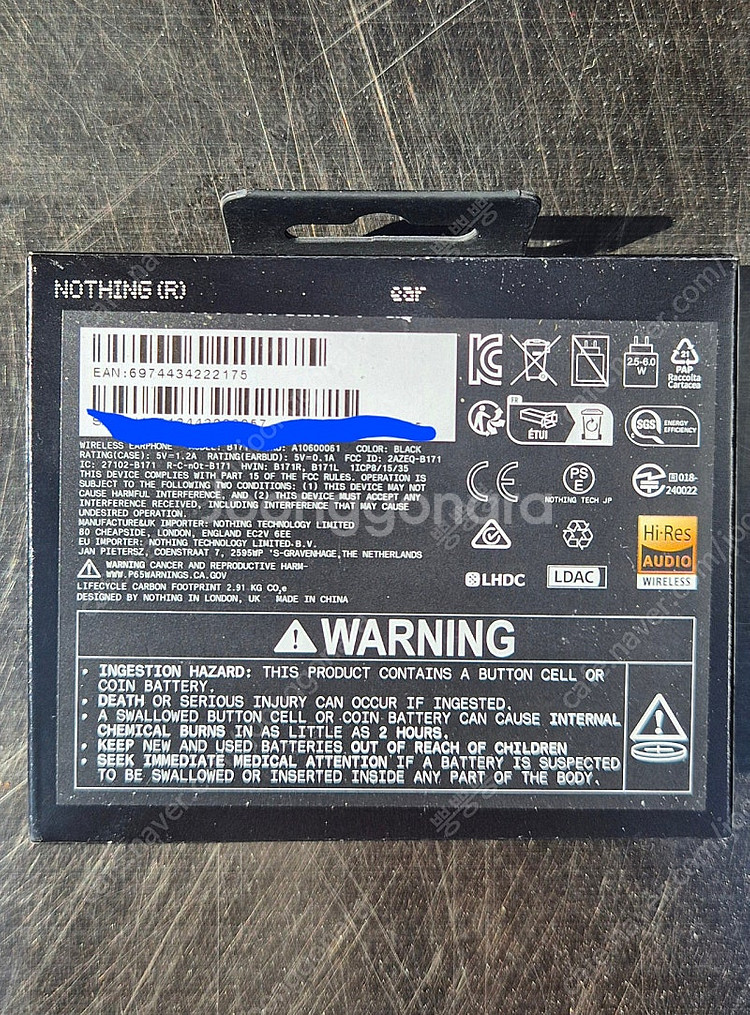 NOTHING (R)
ear
EAN:6974434222175
WIRELESS EARPHONE A10600061 COLOR: BLACK
RATING(CASE): 5V⎓1.2A RATING(EARBUD): 5V⎓0.1A FCC ID: 2AZEQ-B171
IC: 27102-B171 R-C-nOt-B171 HVIN: B171R, B171L 1ICP8/15/35
THIS DEVICE COMPLIES WITH PART 15 OF THE FCC RULES. OPERATION IS
SUBJECT TO THE FOLLOWING TWO CONDITIONS: (1) THIS DEVICE MAY NOT
CAUSE HARMFUL INTERFERENCE, AND (2) THIS DEVICE MUST ACCEPT ANY
INTERFERENCE RECEIVED, INCLUDING INTERFERENCE THAT MAY CAUSE
UNDESIRED OPERATION.
MANUFACTURE&UK IMPORTER: NOTHING TECHNOLOGY LIMITED
80 CHEAPSIDE, LONDON, ENGLAND EC2V 6EE
EU IMPORTER: NOTHING TECHNOLOGY LIMITED-B.V.
JAN PIETERSZ, COENSTRAAT 7, 2595WP 'S-GRAVENHAGE,THE NETHERLANDS
WARNING CANCER AND REPRODUCTIVE HARM-
WWW.P65WARNINGS.CA.GOV
LIFECYCLE CARBON FOOTPRINT 2.91 KG CO₂e
DESIGNED BY NOTHING IN LONDON, UK MADE IN CHINA
2.5-6.0
W
21
PAP
Raccolta
Cartacea
FR
ÉTUI
SGS ENERGY
EFFICIENCY
CE
PS
E
NOTHING TECH JP
R 018-
240022
LHDC
LDAC
Hi-Res
AUDIO
WIRELESS
WARNING
• INGESTION HAZARD: THIS PRODUCT CONTAINS A BUTTON CELL OR
COIN BATTERY.
• DEATH OR SERIOUS INJURY CAN OCCUR IF INGESTED.
• A SWALLOWED BUTTON CELL OR COIN BATTERY CAN CAUSE INTERNAL
CHEMICAL BURNS IN AS LITTLE AS 2 HOURS.
• KEEP NEW AND USED BATTERIES OUT OF REACH OF CHILDREN
• SEEK IMMEDIATE MEDICAL ATTENTION IF A BATTERY IS SUSPECTED
TO BE SWALLOWED OR INSERTED INSIDE ANY PART OF THE BODY.